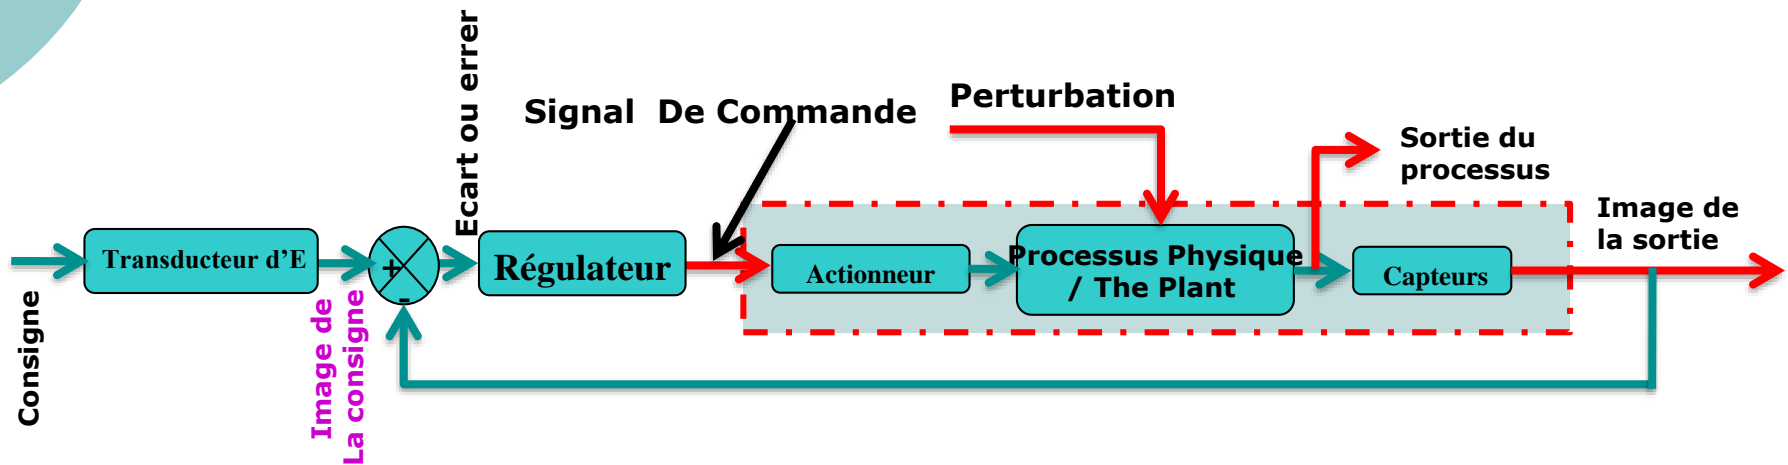 Consigne
Transducteur d’E
Image de
La consigne
+
-
Ecart ou errer
Régulateur
Signal De Commande
Perturbation
Actionneur
Processus Physique
/ The Plant
Capteurs
Sortie du
processus
Image de
la sortie